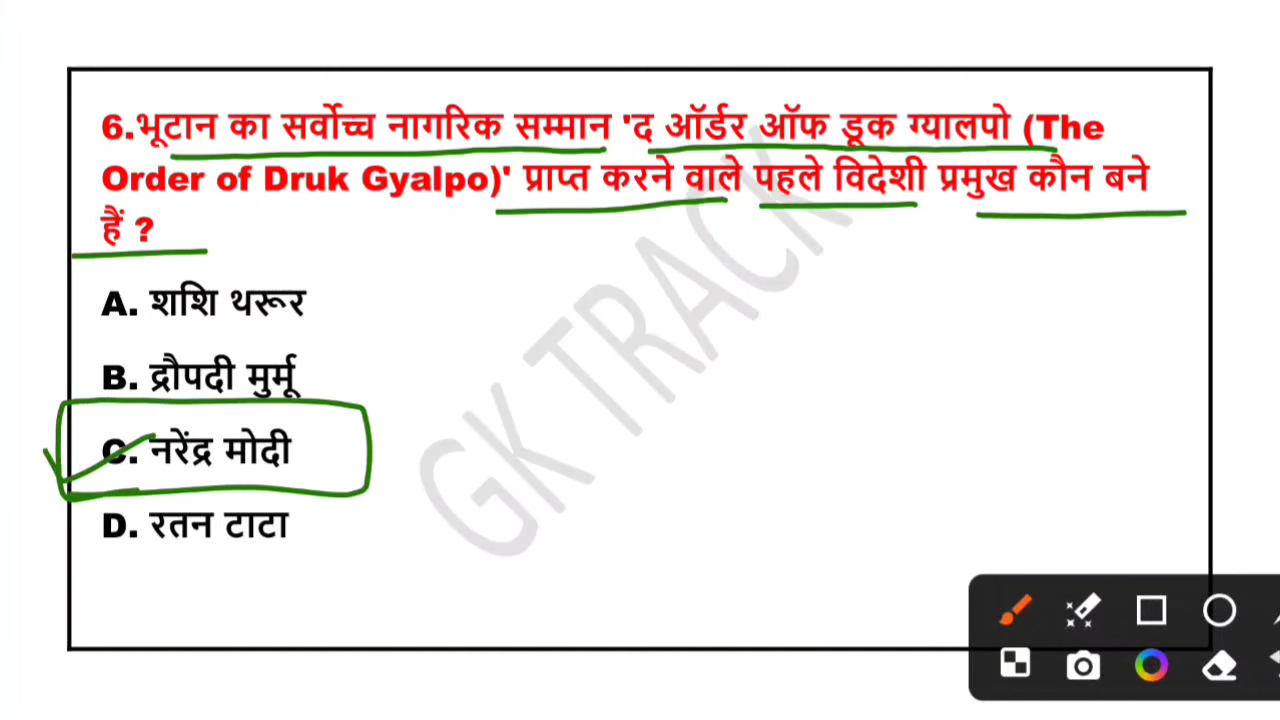 6.भूटान का सर्वोच्च नागरिक सम्मान 'द ऑर्डर ऑफ डूक ग्यालपो (The
Order of Druk Gyalpo)' प्राप्त करने वाले पहले विदेशी प्रमुख कौन बने
हैं ?
A. शशि थरूर
B. द्रौपदी मुर्मू
C. नरेंद्र मोदी
D. रतन टाटा
GK TRACK